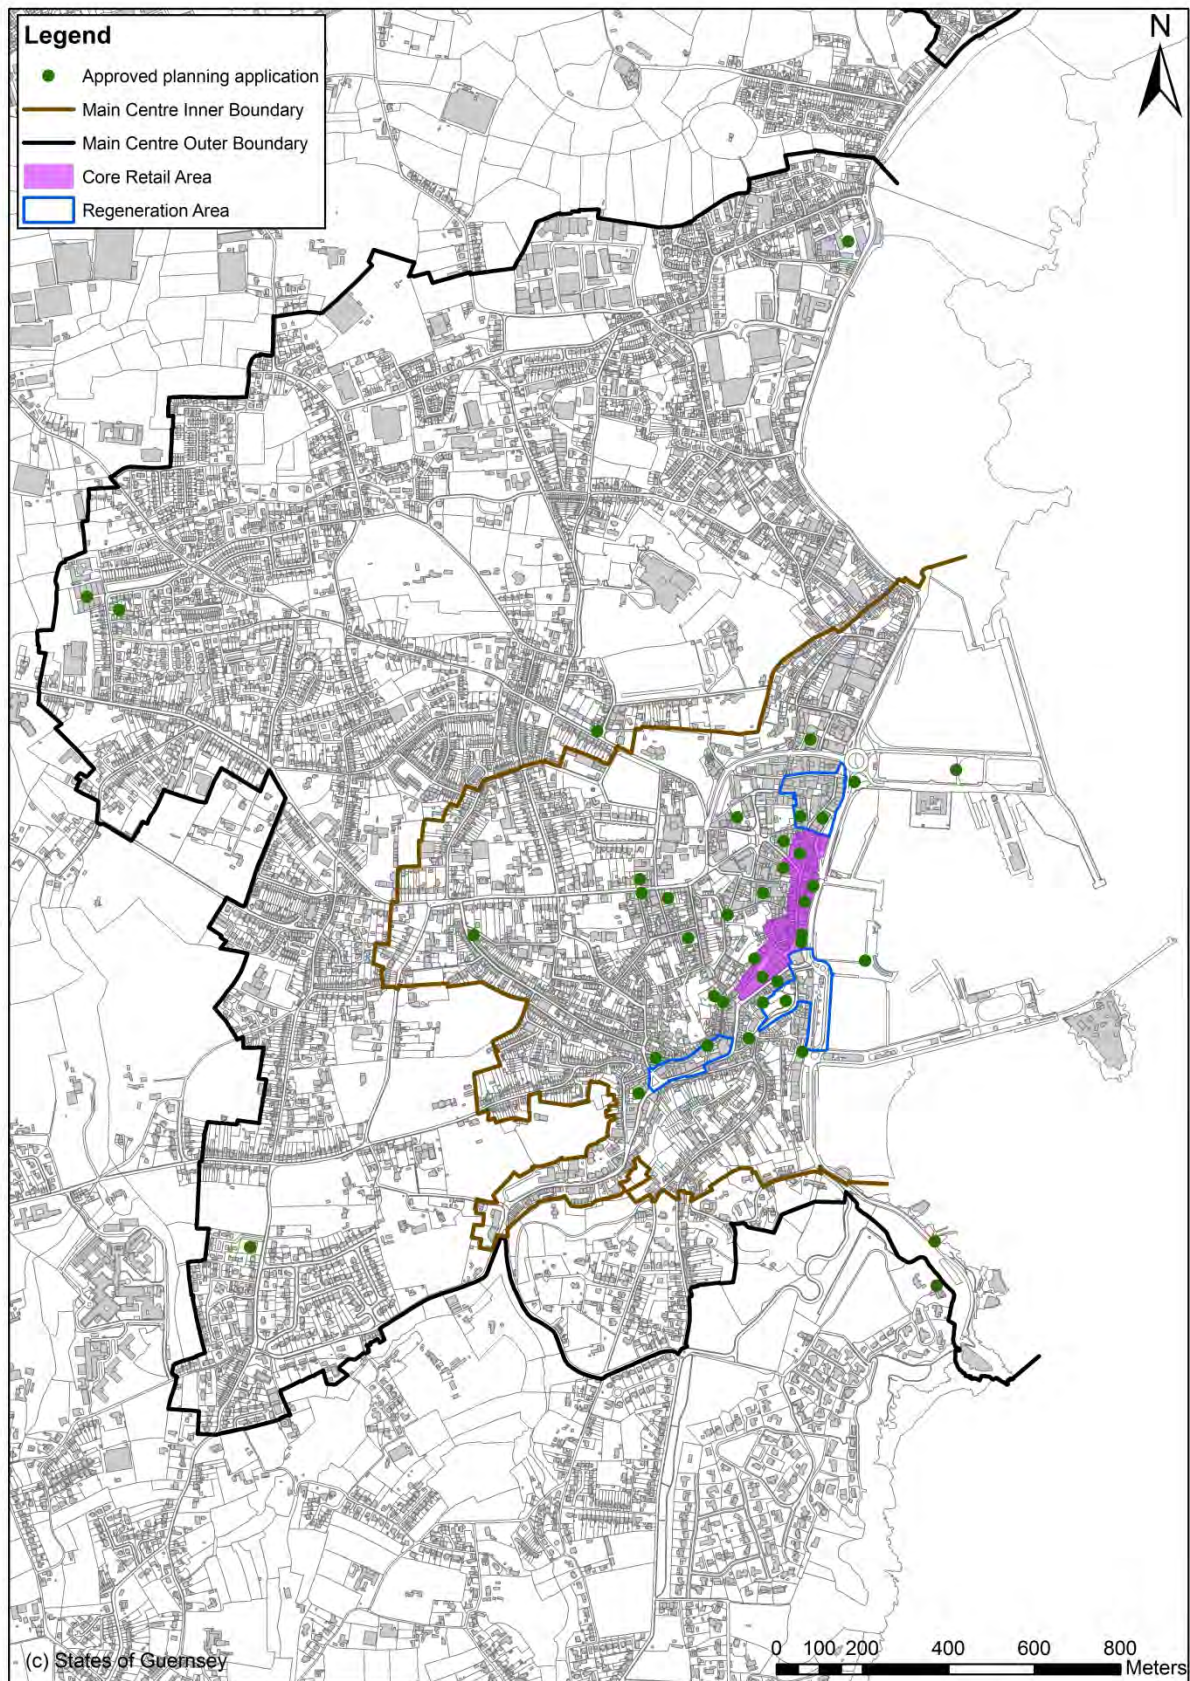 Legend
Approved planning application
Main Centre Inner Boundary
Main Centre Outer Boundary
Core Retail Area
Regeneration Area
N
(c) States of Guernsey
0 100 200 400 600 800
Meters